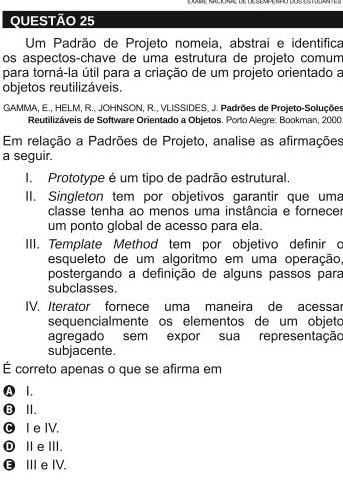 EXAME NACIONAL DE DESEMPENHO DOS ESTUDANTES
QUESTÃO 25
Um Padrão de Projeto nomeia, abstrai e identifica
os aspectos-chave de uma estrutura de projeto comum
para torná-la útil para a criação de um projeto orientado a
objetos reutilizáveis.
GAMMA, E., HELM, R., JOHNSON, R., VLISSIDES, J. Padrões de Projeto-Soluções
Reutilizáveis de Software Orientado a Objetos. Porto Alegre: Bookman, 2000.
Em relação a Padrões de Projeto, analise as afirmações
a seguir.
I. Prototype é um tipo de padrão estrutural.
II. Singleton tem por objetivos garantir que uma
classe tenha ao menos uma instância e fornecer
um ponto global de acesso para ela.
III. Template Method tem por objetivo definir o
esqueleto de um algoritmo em uma operação,
postergando a definição de alguns passos para
subclasses.
IV. Iterator fornece uma maneira de acessar
sequencialmente os elementos de um objeto
agregado sem expor sua representação
subjacente.
É correto apenas o que se afirma em
A I.
B II.
C I e IV.
D II e III.
E III e IV.